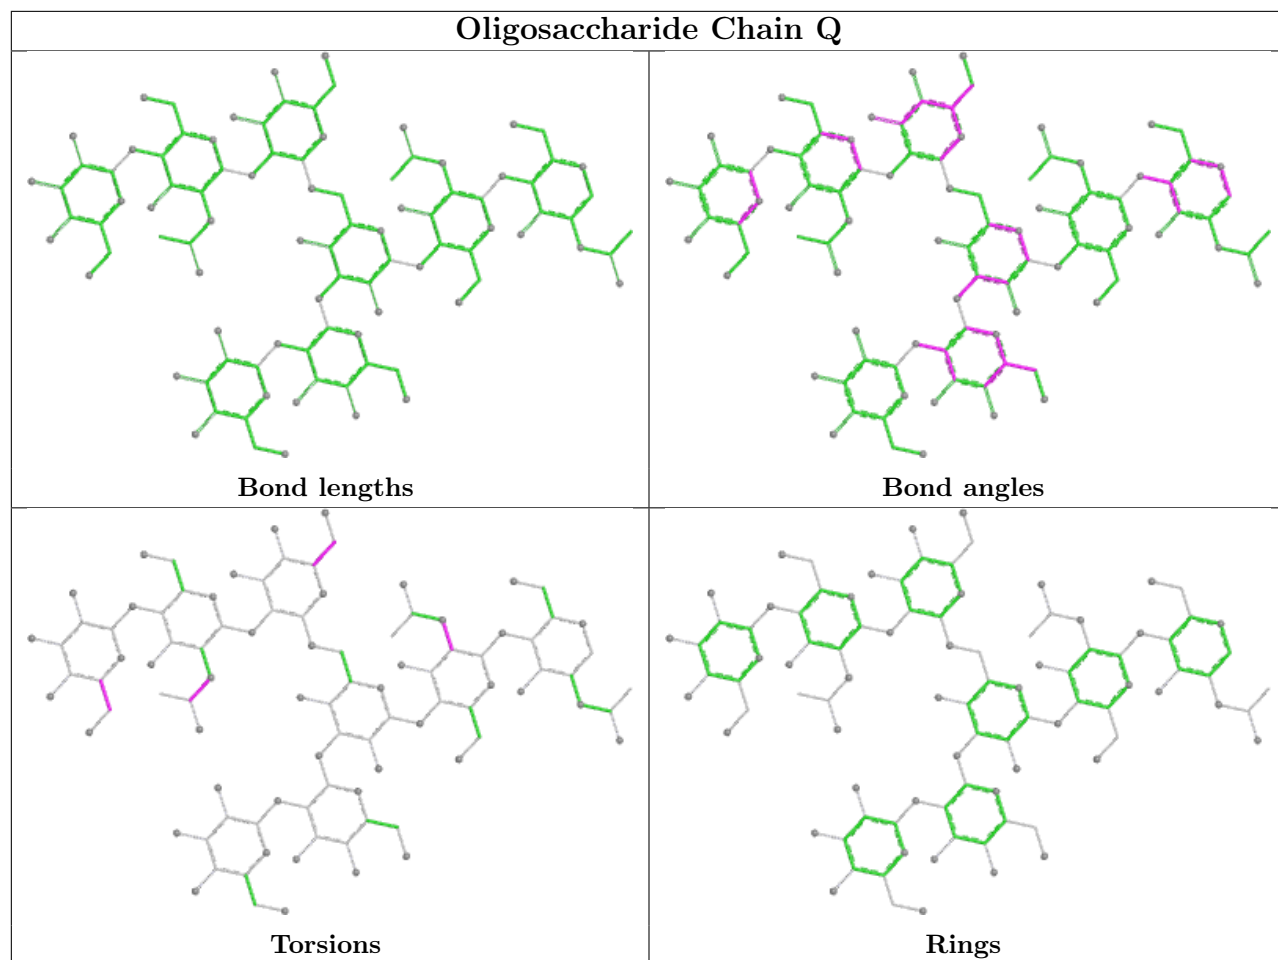 Oligosaccharide Chain Q
Bond lengths
Bond angles
Torsions
Rings